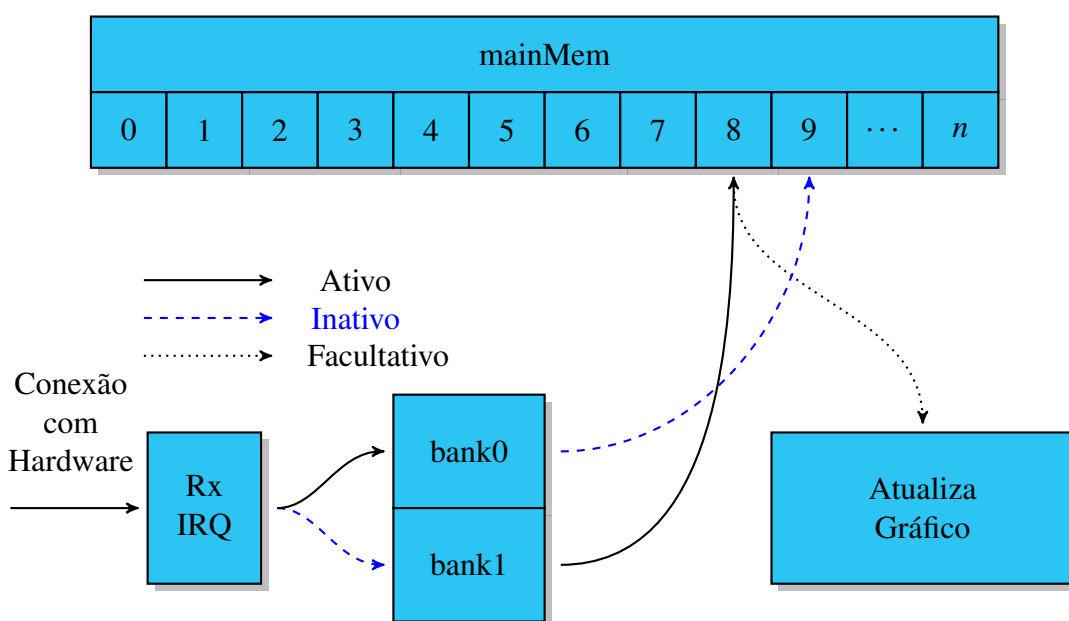 mainMem
0 1 2 3 4 5 6 7 8 9 ··· n
Ativo
Inativo
Facultativo
Conexão
com
Hardware
Rx
IRQ
bank0
bank1
Atualiza
Gráfico